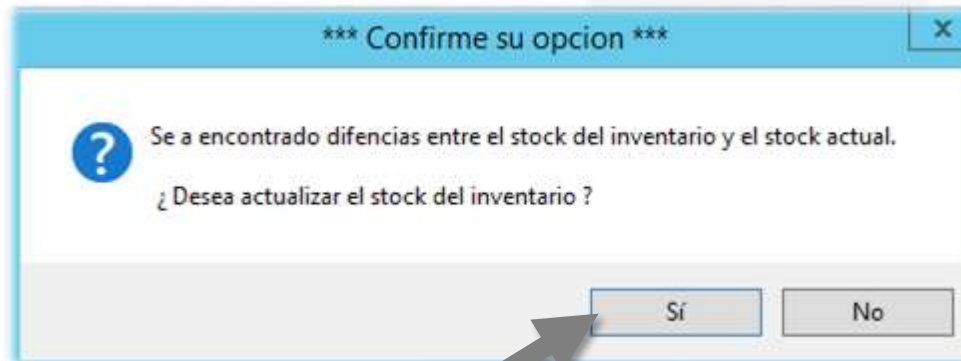 *** Confirme su opcion ***
x
?
Se a encontrado difencias entre el stock del inventario y el stock actual.
¿ Desea actualizar el stock del inventario ?
Sí
No